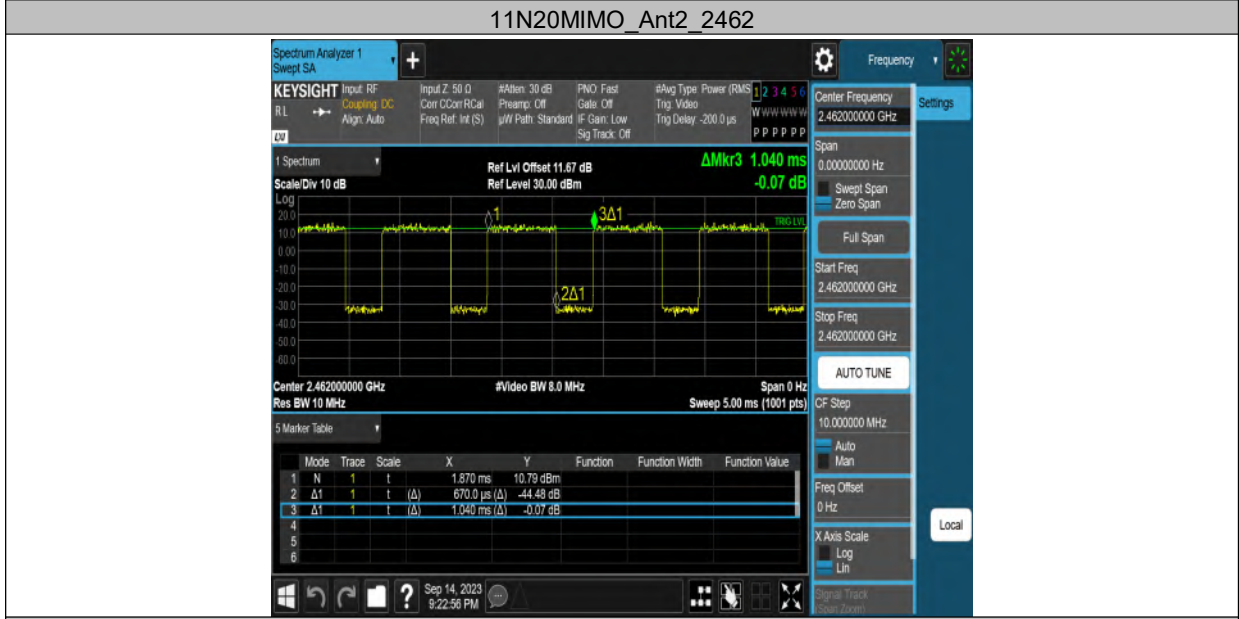 11N20MIMO_Ant2_2462
Spectrum Analyzer 1
Swept SA
Frequency
KEYSIGHT Input: RF Input Z: 50 Ω #Atten: 30 dB PNO: Fast #Avg Type: Power (RMS 1 2 3 4 5 6
RL Coupling: DC Corr CCorr RCal Preamp: Off Gate: Off Trig: Video W W W W W W
Align: Auto Freq Ref: Int (S) µW Path: Standard IF Gain: Low Trig Delay: -200.0 µs
LXI Sig Track: Off P P P P P P
Center Frequency
2.462000000 GHz
Settings
1 Spectrum
Ref Lvl Offset 11.67 dB
ΔMkr3 1.040 ms
Scale/Div 10 dB
Ref Level 30.00 dBm
-0.07 dB
Span
0.00000000 Hz
Swept Span
Zero Span
Log
20.0
10.0
0.00
-10.0
-20.0
-30.0
-40.0
-50.0
-60.0
1
3Δ1
TRIG LVL
2Δ1
Full Span
Start Freq
2.462000000 GHz
Stop Freq
2.462000000 GHz
AUTO TUNE
Center 2.462000000 GHz #Video BW 8.0 MHz Span 0 Hz
Res BW 10 MHz Sweep 5.00 ms (1001 pts)
CF Step
10.000000 MHz
Auto
Man
5 Marker Table
Mode Trace Scale X Y Function Function Width Function Value
1 N 1 t 1.870 ms 10.79 dBm
2 Δ1 1 t (Δ) 670.0 µs (Δ) -44.48 dB
3 Δ1 1 t (Δ) 1.040 ms (Δ) -0.07 dB
4
5
6
Freq Offset
0 Hz
Local
X Axis Scale
Log
Lin
Signal Track
(Span Zoom)
? Sep 14, 2023
9:22:56 PM